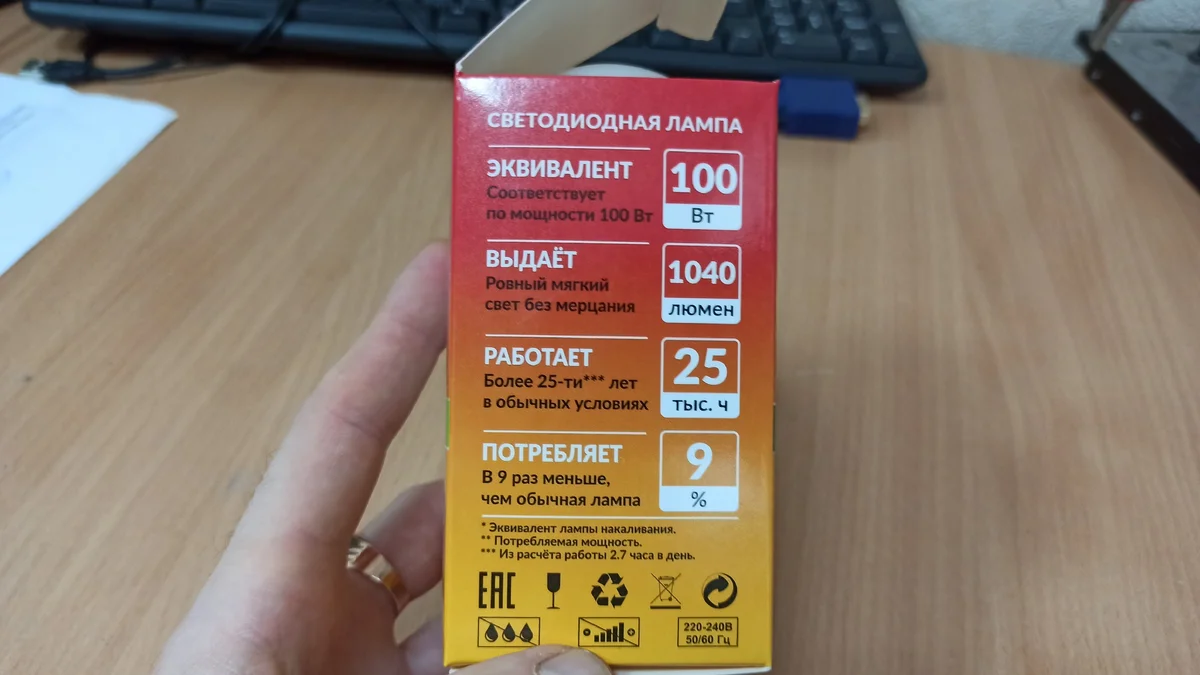 СВЕТОДИОДНАЯ ЛАМПА
ЭКВИВАЛЕНТ
Соответствует
по мощности 100 Вт
100
Вт
ВЫДАЁТ
Ровный мягкий
свет без мерцания
1040
люмен
РАБОТАЕТ
Более 25-ти*** лет
в обычных условиях
25
тыс. ч
ПОТРЕБЛЯЕТ
В 9 раз меньше,
чем обычная лампа
9
%
* Эквивалент лампы накаливания.
** Потребляемая мощность.
*** Из расчёта работы 2.7 часа в день.
EAC
220-240В
50/60 Гц